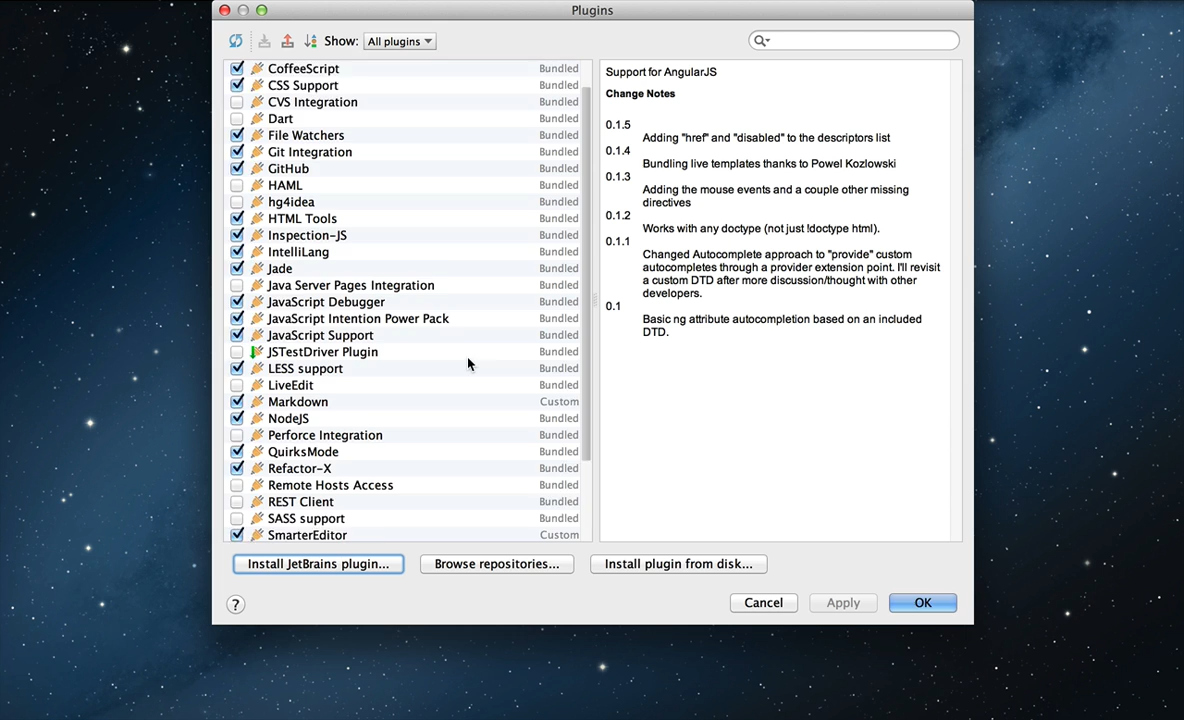 Plugins
Show: All plugins
CoffeeScript Bundled
CSS Support Bundled
CVS Integration Bundled
Dart Bundled
File Watchers Bundled
Git Integration Bundled
GitHub Bundled
HAML Bundled
hg4idea Bundled
HTML Tools Bundled
Inspection-JS Bundled
IntelliLang Bundled
Jade Bundled
Java Server Pages Integration Bundled
JavaScript Debugger Bundled
JavaScript Intention Power Pack Bundled
JavaScript Support Bundled
JSTestDriver Plugin Bundled
LESS support Bundled
LiveEdit Bundled
Markdown Custom
NodeJS Bundled
Perforce Integration Bundled
QuirksMode Bundled
Refactor-X Bundled
Remote Hosts Access Bundled
REST Client Bundled
SASS support Bundled
SmarterEditor Custom
Support for AngularJS
Change Notes
0.1.5
Adding "href" and "disabled" to the descriptors list
0.1.4
Bundling live templates thanks to Powel Kozlowski
0.1.3
Adding the mouse events and a couple other missing
directives
0.1.2
Works with any doctype (not just !doctype html).
0.1.1
Changed Autocomplete approach to "provide" custom
autocompletes through a provider extension point. I'll revisit
a custom DTD after more discussion/thought with other
developers.
0.1
Basic ng attribute autocompletion based on an included
DTD.
Install JetBrains plugin...
Browse repositories...
Install plugin from disk...
?
Cancel
Apply
OK